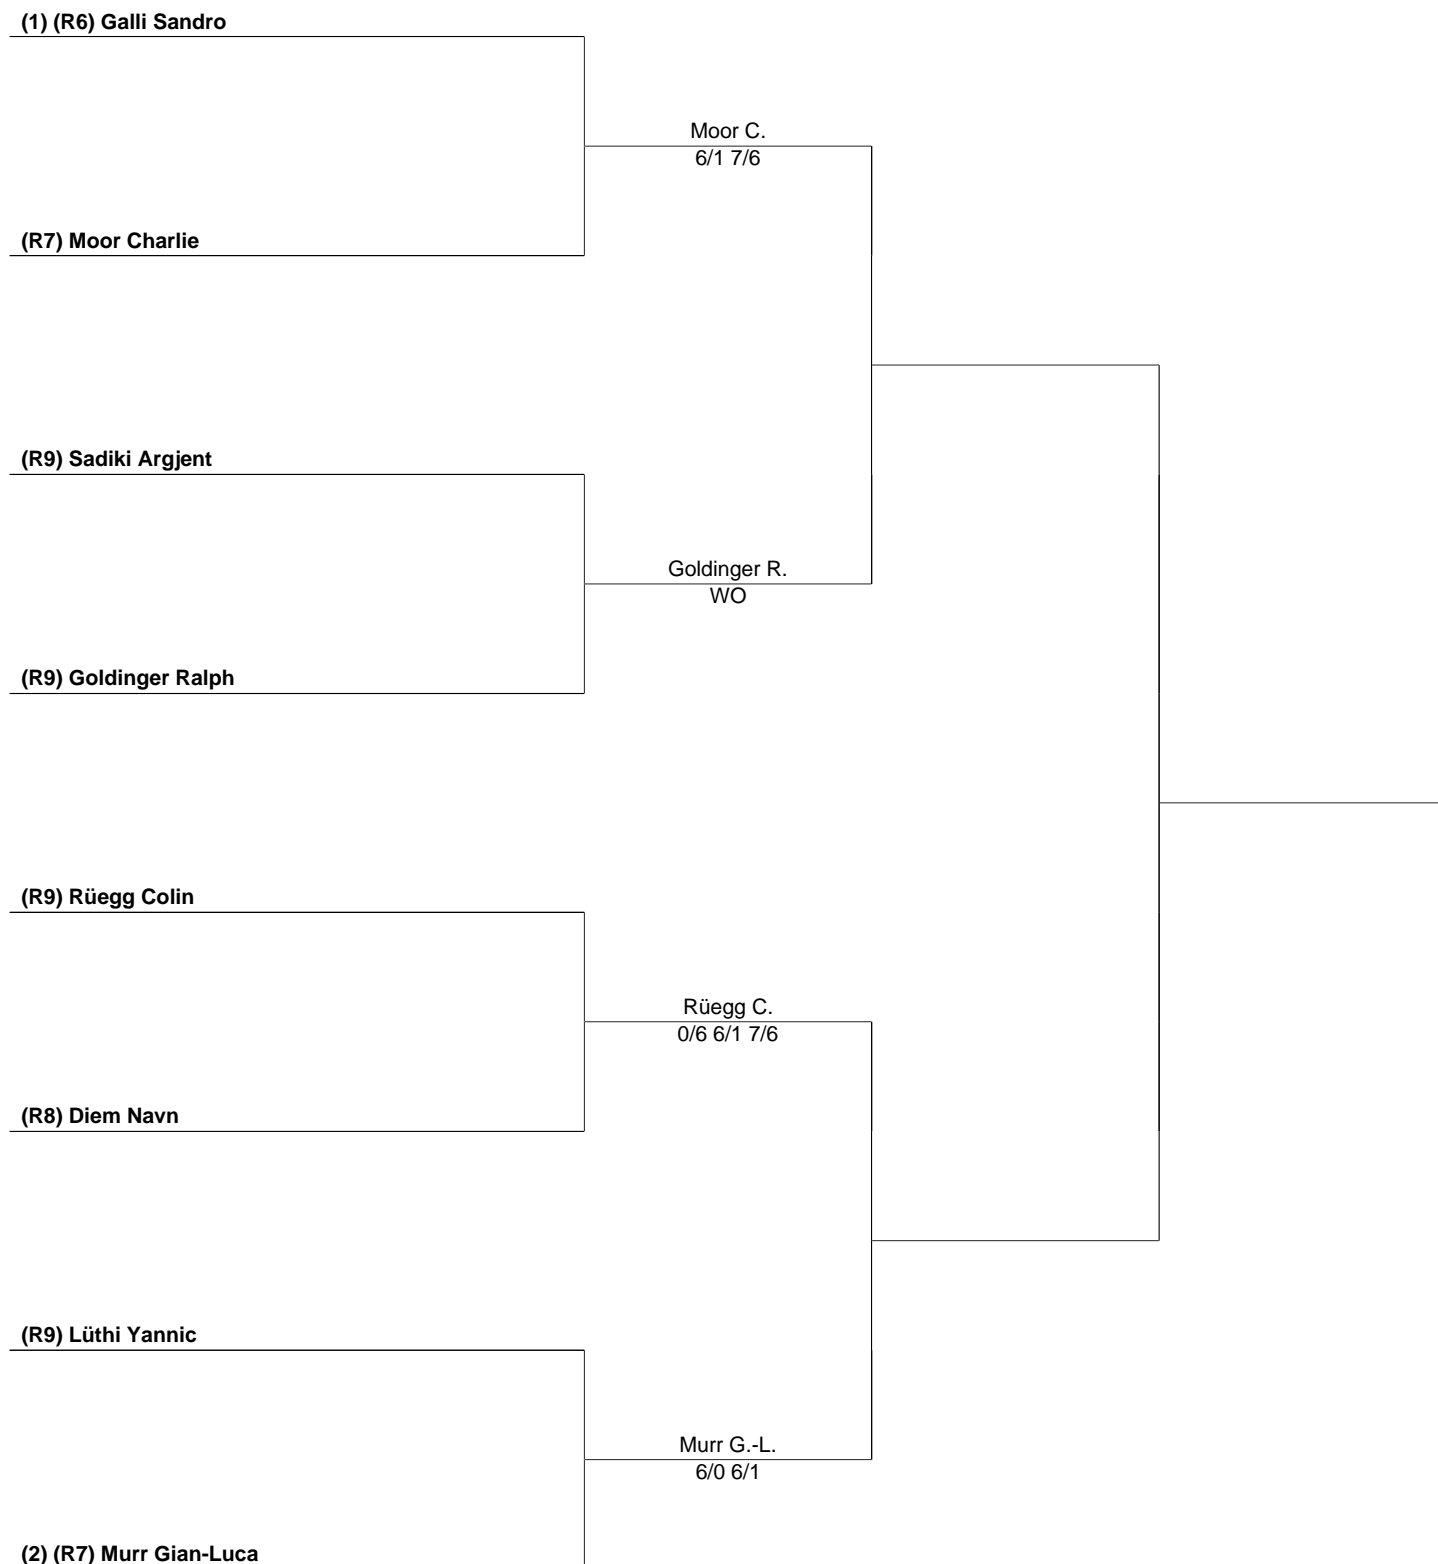 (1) (R6) Galli Sandro
Moor C.
6/1 7/6
(R7) Moor Charlie
(R9) Sadiki Argjent
Goldinger R.
WO
(R9) Goldinger Ralph
(R9) Rüegg Colin
Rüegg C.
0/6 6/1 7/6
(R8) Diem Navn
(R9) Lüthi Yannic
Murr G.-L.
6/0 6/1
(2) (R7) Murr Gian-Luca